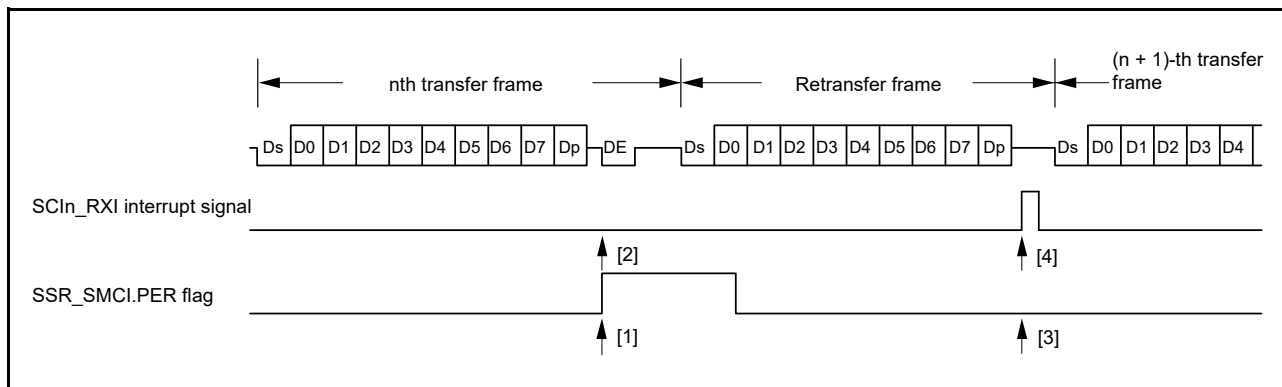 nth transfer frame
Retransfer frame
(n + 1)-th transfer
frame
Ds D0 D1 D2 D3 D4 D5 D6 D7 Dp DE Ds D0 D1 D2 D3 D4 D5 D6 D7 Dp Ds D0 D1 D2 D3 D4
SCIn_RXI interrupt signal
[2]
[4]
SSR_SMCI.PER flag
[1]
[3]